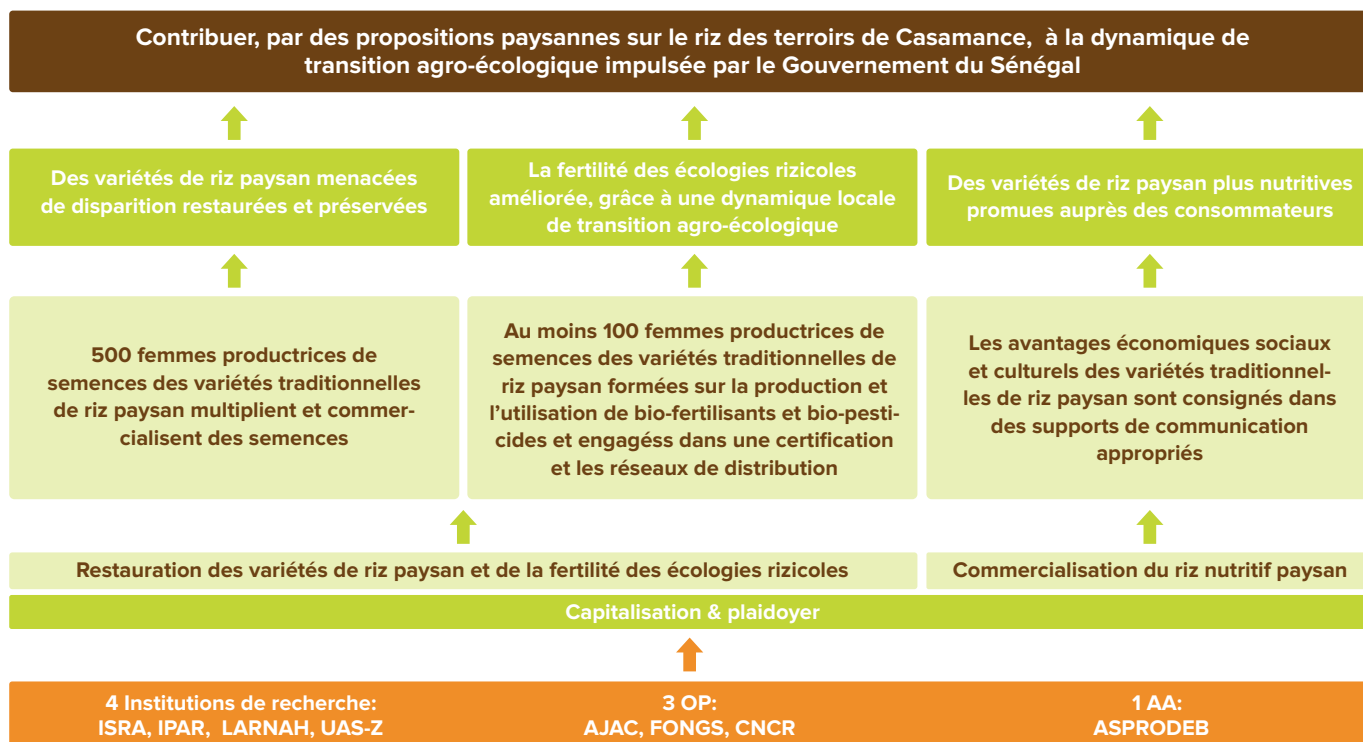 Contribuer, par des propositions paysannes sur le riz des terroirs de Casamance, à la dynamique de
transition agro-écologique impulsée par le Gouvernement du Sénégal
Des variétés de riz paysan menacées
de disparition restaurées et préservées
La fertilité des écologies rizicoles
améliorée, grâce à une dynamique locale
de transition agro-écologique
Des variétés de riz paysan plus nutritives
promues auprès des consommateurs
500 femmes productrices de
semences des variétés traditionnelles
de riz paysan multiplient et commer-
cialisent des semences
Au moins 100 femmes productrices de
semences des variétés traditionnelles de
riz paysan formées sur la production et
l'utilisation de bio-fertilisants et bio-pesti-
cides et engagéss dans une certification
et les réseaux de distribution
Les avantages économiques sociaux
et culturels des variétés traditionnel-
les de riz paysan sont consignés dans
des supports de communication
appropriés
Restauration des variétés de riz paysan et de la fertilité des écologies rizicoles
Commercialisation du riz nutritif paysan
Capitalisation & plaidoyer
4 Institutions de recherche:
ISRA, IPAR, LARNAH, UAS-Z
3 OP:
AJAC, FONGS, CNCR
1 AA:
ASPRODEB